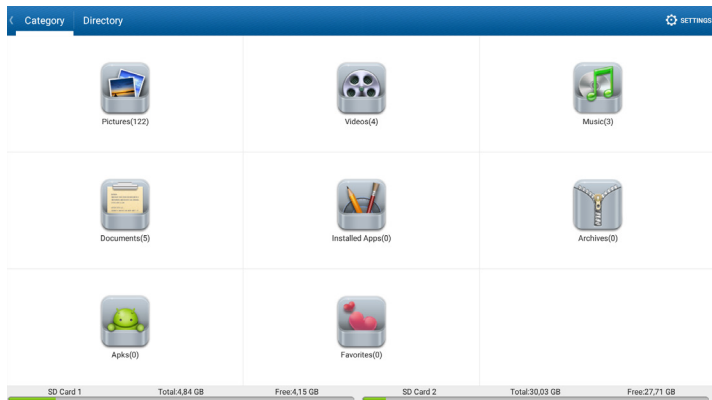 Category Directory SETTINGS
Pictures(122) Videos(4) Music(3)
Documents(5) Installed Apps(0) Archives(0)
Apks(0) Favorites(0)
SD Card 1 Total:4,84 GB Free:4,15 GB SD Card 2 Total:30,03 GB Free:27,71 GB